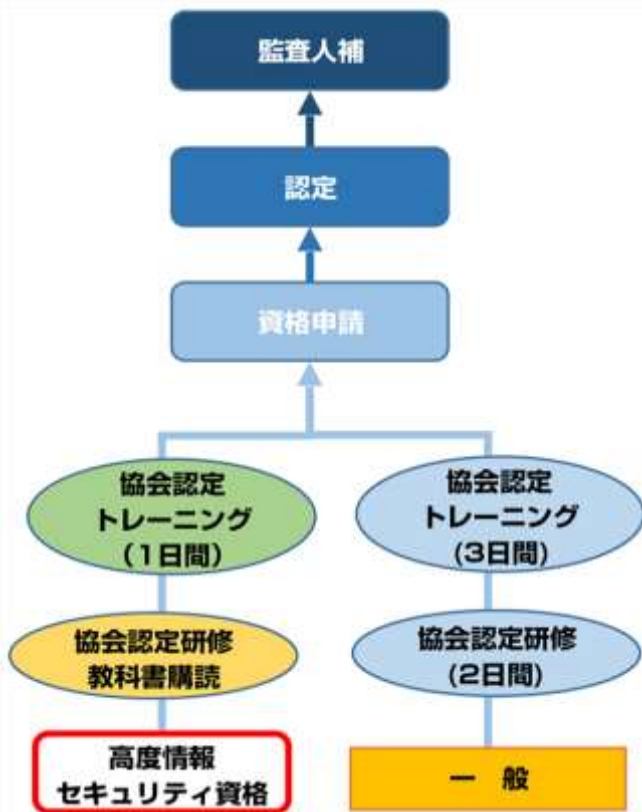 監査人補
認定
資格申請
協会認定
トレーニング
（1日間）
協会認定
トレーニング
(3日間)
協会認定研修
教科書購読
協会認定研修
(2日間)
高度情報
セキュリティ資格
一 般